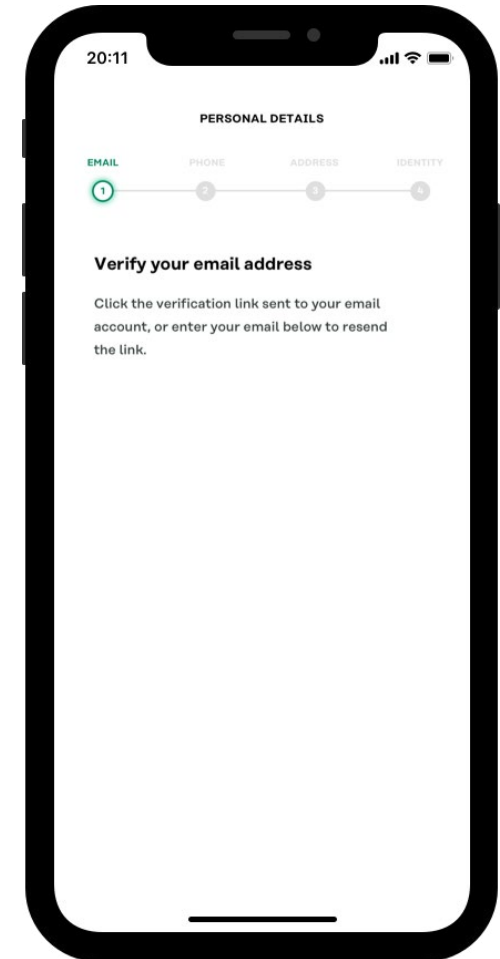 20:11
PERSONAL DETAILS
EMAIL PHONE ADDRESS IDENTITY
1 2 3 4
Verify your email address
Click the verification link sent to your email
account, or enter your email below to resend
the link.